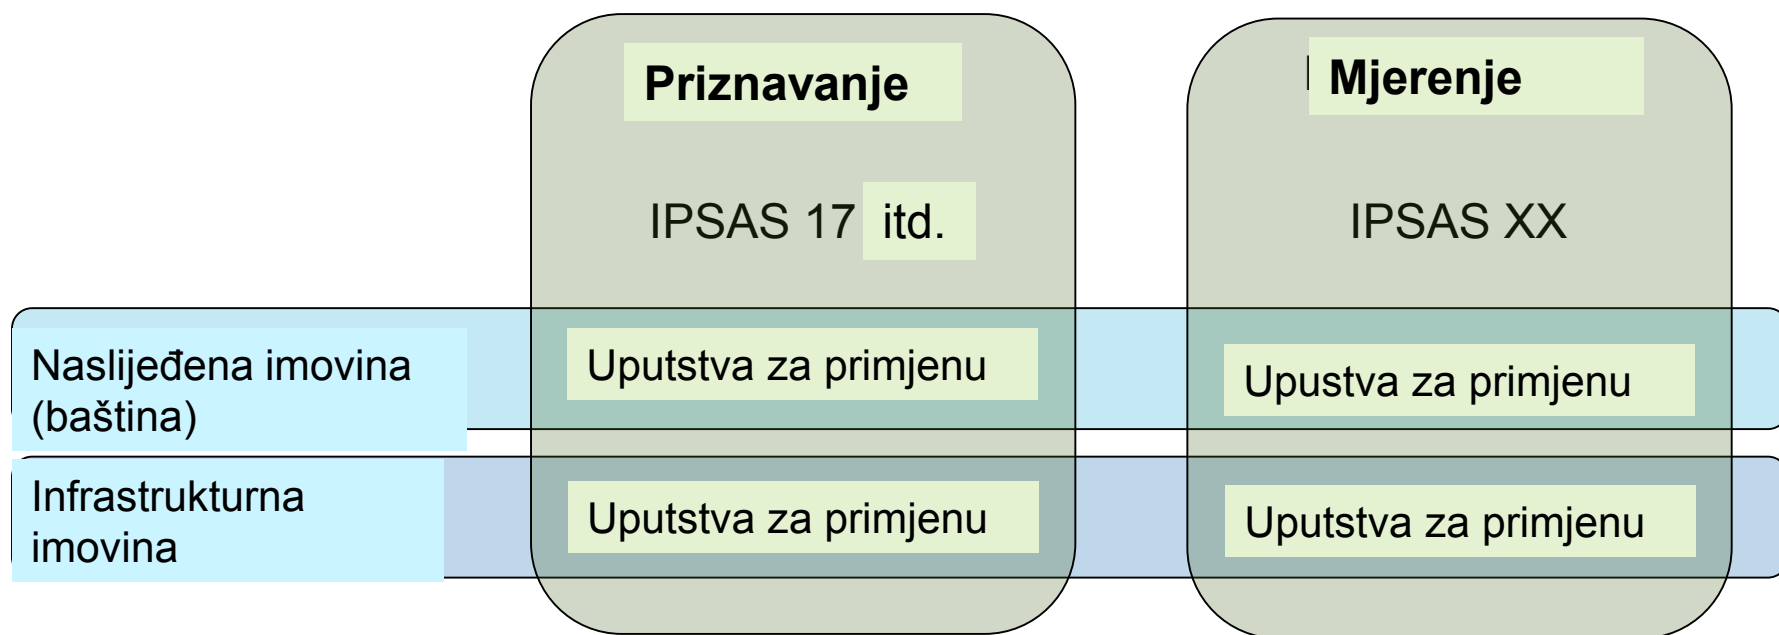 Priznavanje
Mjerenje
IPSAS 17 itd.
IPSAS XX
Naslijeđena imovina
(baština)
Uputstva za primjenu
Upustva za primjenu
Infrastrukturna
imovina
Uputstva za primjenu
Uputstva za primjenu